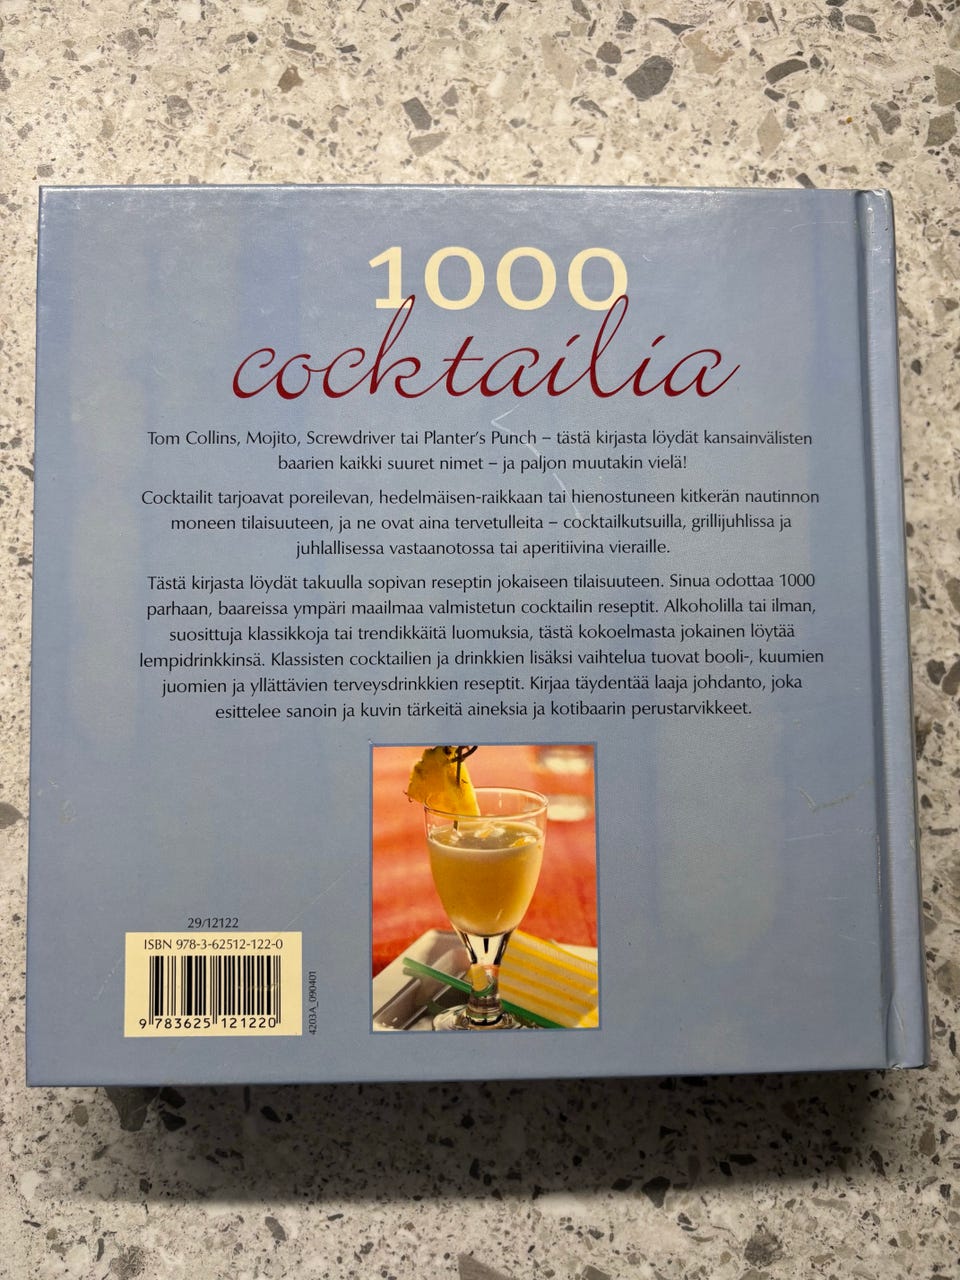 1000
cocktailia
Tom Collins, Mojito, Screwdriver tai Planter's Punch – tästä kirjasta löydät kansainvälisten
baarien kaikki suuret nimet – ja paljon muutakin vielä!
Cocktailit tarjoavat poreilevan, hedelmäisen-raikkaan tai hienostuneen kitkerän nautinnon
moneen tilaisuuteen, ja ne ovat aina tervetulleita – cocktailkutsuilla, grillijuhlissa ja
juhlallisessa vastaanotossa tai aperitiivina vieraille.
Tästä kirjasta löydät takuulla sopivan reseptin jokaiseen tilaisuuteen. Sinua odottaa 1000
parhaan, baareissa ympäri maailmaa valmistetun cocktailin reseptit. Alkoholilla tai ilman,
suosittuja klassikkoja tai trendikkäitä luomuksia, tästä kokoelmasta jokainen löytää
lempidrinkkinsä. Klassisten cocktailien ja drinkkien lisäksi vaihtelua tuovat booli-, kuumien
juomien ja yllättävien terveysdrinkkien reseptit. Kirjaa täydentää laaja johdanto, joka
esittelee sanoin ja kuvin tärkeitä aineksia ja kotibaarin perustarvikkeet.
29/12122
ISBN 978-3-62512-122-0
9 783625 121220
4203A_090401